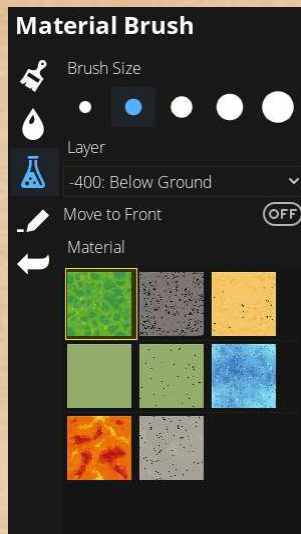 Material Brush
Brush Size
Layer
-400: Below Ground
Move to Front OFF
Material